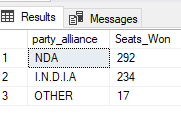 Results Messages
party_alliance Seats_Won
1 NDA 292
2 I.N.D.I.A 234
3 OTHER 17